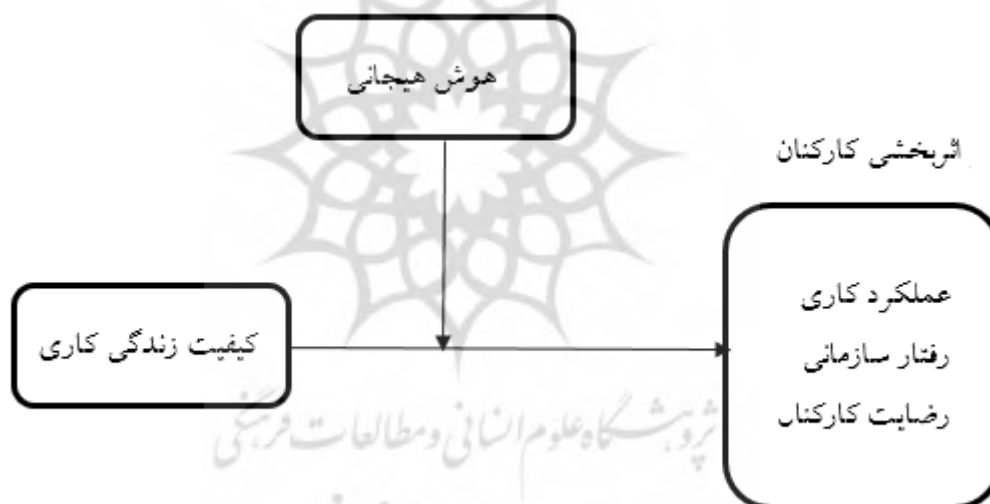 هوش هیجانی
اثربخشی کارکنان
کیفیت زندگی کاری
عملکرد کاری
رفتار سازمانی
رضایت کارکنان
پژوهشگاه علوم انسانی و مطالعات فرهنگی